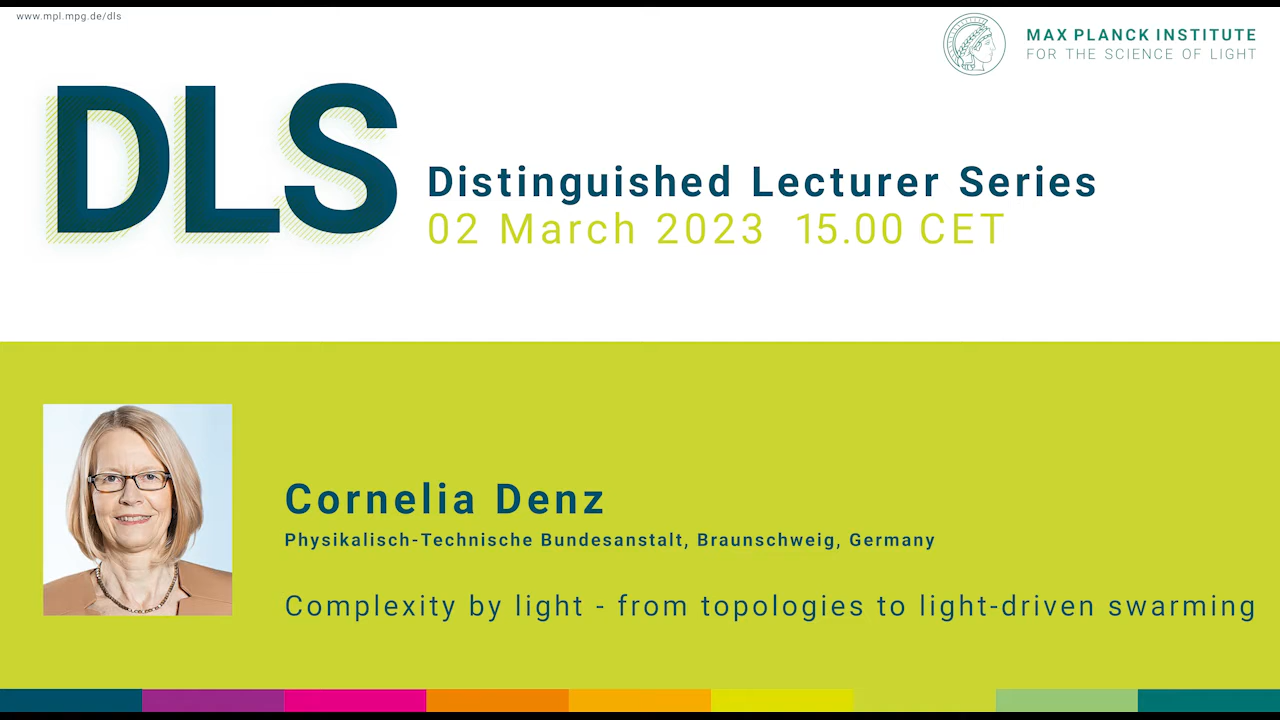 www.mpl.mpg.de/dls
MAX PLANCK INSTITUTE
FOR THE SCIENCE OF LIGHT
DLS
Distinguished Lecturer Series
02 March 2023 15.00 CET
Cornelia Denz
Physikalisch-Technische Bundesanstalt, Braunschweig, Germany
Complexity by light - from topologies to light-driven swarming